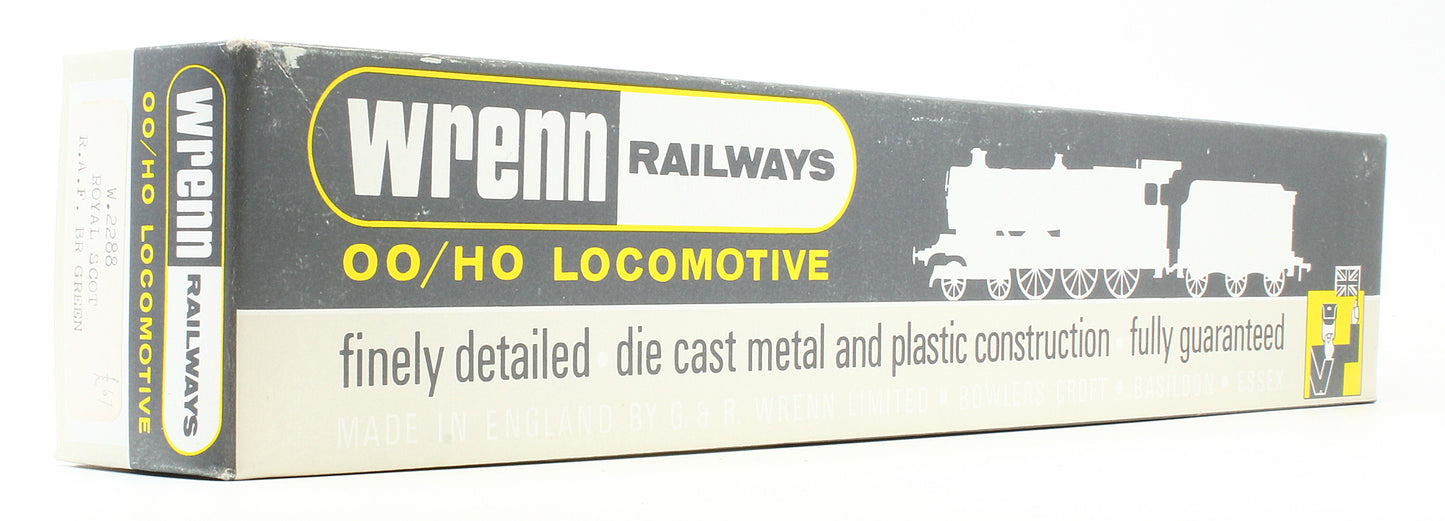 wrenn RAILWAYS
OO/HO LOCOMOTIVE
finely detailed · die cast metal and plastic construction · fully guaranteed
MADE IN ENGLAND BY G. & R. WRENN LIMITED • BOWLERS CROFT • BASILDON • ESSEX
wrenn RAILWAYS
OO/HO LOCOMOTIVE
W.2288
ROYAL SCOT
R.A.F. BR GREEN
£67